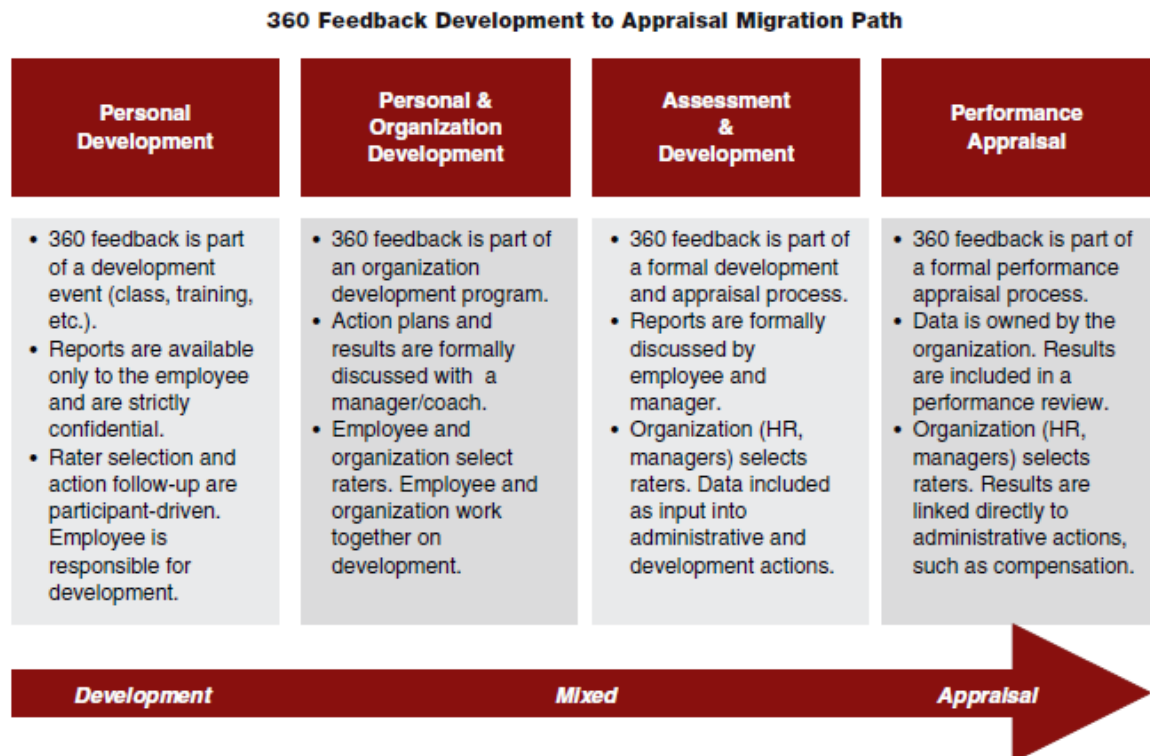 360 Feedback Development to Appraisal Migration Path
Personal
Development
• 360 feedback is part
of a development
event (class, training,
etc.).
• Reports are available
only to the employee
and are strictly
confidential.
• Rater selection and
action follow-up are
participant-driven.
Employee is
responsible for
development.
Personal &
Organization
Development
• 360 feedback is part of
an organization
development program.
• Action plans and
results are formally
discussed with a
manager/coach.
• Employee and
organization select
raters. Employee and
organization work
together on
development.
Assessment
&
Development
• 360 feedback is part of
a formal development
and appraisal process.
• Reports are formally
discussed by
employee and
manager.
• Organization (HR,
managers) selects
raters. Data included
as input into
administrative and
development actions.
Performance
Appraisal
• 360 feedback is part of
a formal performance
appraisal process.
• Data is owned by the
organization. Results
are included in a
performance review.
• Organization (HR,
managers) selects
raters. Results are
linked directly to
administrative actions,
such as compensation.
Development Mixed Appraisal